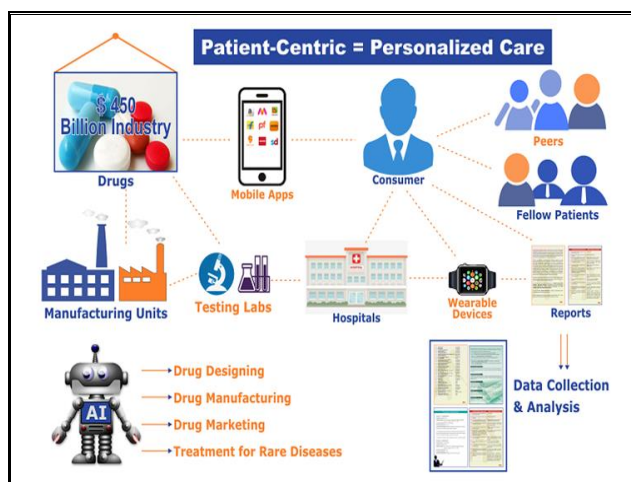 Patient-Centric = Personalized Care
$ 450
Billion Industry
Drugs
Mobile Apps
Consumer
Peers
Fellow Patients
Manufacturing Units
Testing Labs
Hospitals
Wearable
Devices
Reports
AI
Drug Designing
Drug Manufacturing
Drug Marketing
Treatment for Rare Diseases
Data Collection
& Analysis